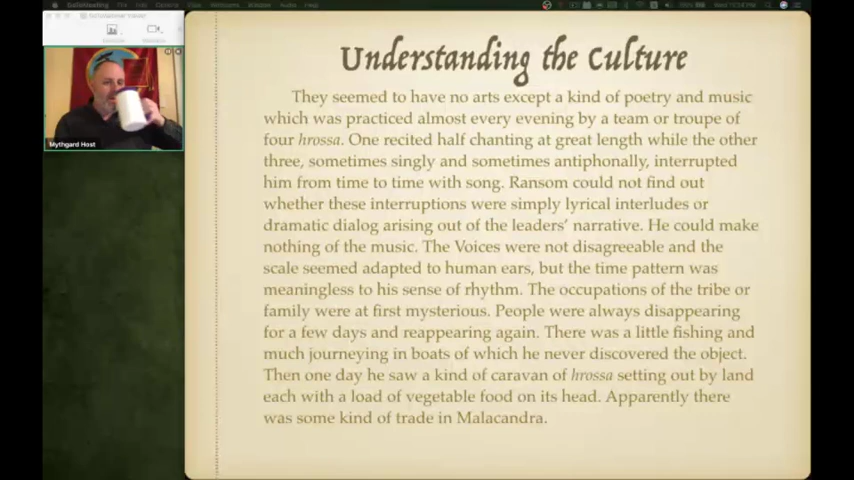 Understanding the Culture
They seemed to have no arts except a kind of poetry and music
which was practiced almost every evening by a team or troupe of
four hrossa. One recited half chanting at great length while the other
three, sometimes singly and sometimes antiphonally, interrupted
him from time to time with song. Ransom could not find out
whether these interruptions were simply lyrical interludes or
dramatic dialog arising out of the leaders' narrative. He could make
nothing of the music. The Voices were not disagreeable and the
scale seemed adapted to human ears, but the time pattern was
meaningless to his sense of rhythm. The occupations of the tribe or
family were at first mysterious. People were always disappearing
for a few days and reappearing again. There was a little fishing and
much journeying in boats of which he never discovered the object.
Then one day he saw a kind of caravan of hrossa setting out by land
each with a load of vegetable food on its head. Apparently there
was some kind of trade in Malacandra.
Mythgard Host